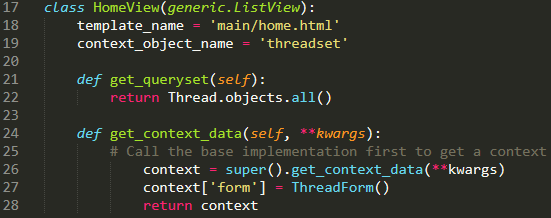 17 class HomeView(generic.ListView):
18     template_name = 'main/home.html'
19     context_object_name = 'threadset'
20
21     def get_queryset(self):
22         return Thread.objects.all()
23
24     def get_context_data(self, **kwargs):
25         # Call the base implementation first to get a context
26         context = super().get_context_data(**kwargs)
27         context['form'] = ThreadForm()
28         return context